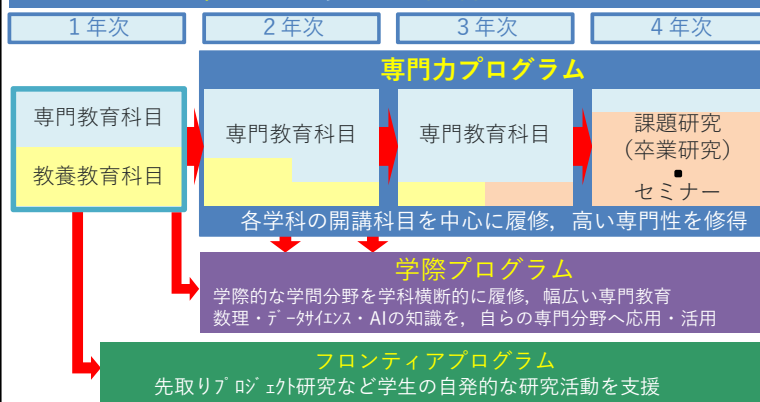 1年次
2年次
3年次
4年次
専門力プログラム
専門教育科目
教養教育科目
専門教育科目
専門教育科目
課題研究
(卒業研究)
・
セミナー
各学科の開講科目を中心に履修，高い専門性を修得
学際プログラム
学際的な学問分野を学科横断的に履修，幅広い専門教育
数理・ﾃﾞｰﾀｻｲｴﾝｽ・AIの知識を，自らの専門分野へ応用・活用
フロンティアプログラム
先取りﾌﾟﾛｼﾞｪｸﾄ研究など学生の自発的な研究活動を支援